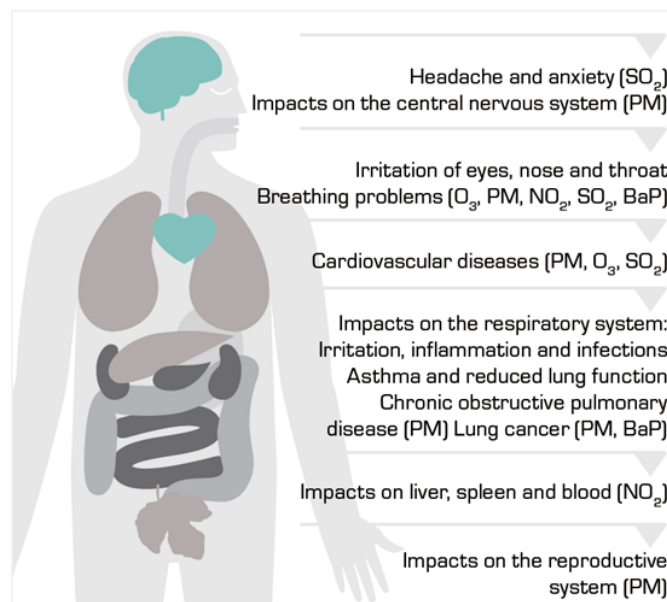 Headache and anxiety (SO₂)
Impacts on the central nervous system (PM)
Irritation of eyes, nose and throat
Breathing problems (O₃, PM, NO₂, SO₂, BaP)
Cardiovascular diseases (PM, O₃, SO₂)
Impacts on the respiratory system:
Irritation, inflammation and infections
Asthma and reduced lung function
Chronic obstructive pulmonary
disease (PM) Lung cancer (PM, BaP)
Impacts on liver, spleen and blood (NO₂)
Impacts on the reproductive
system (PM)